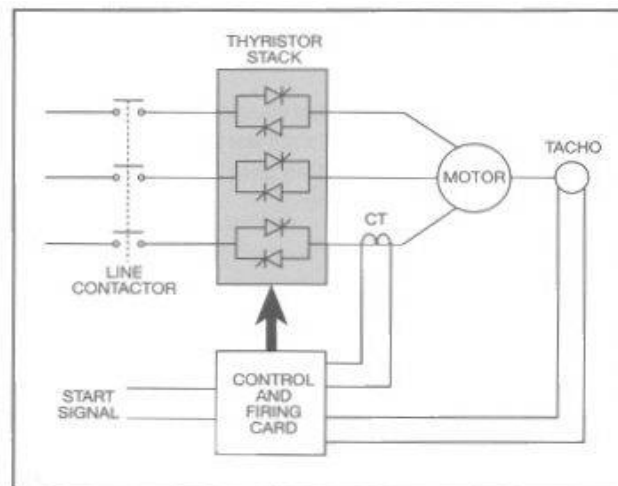 THYRISTOR
STACK
TACHO
MOTOR
CT
LINE
CONTACTOR
CONTROL
AND
FIRING
CARD
START
SIGNAL